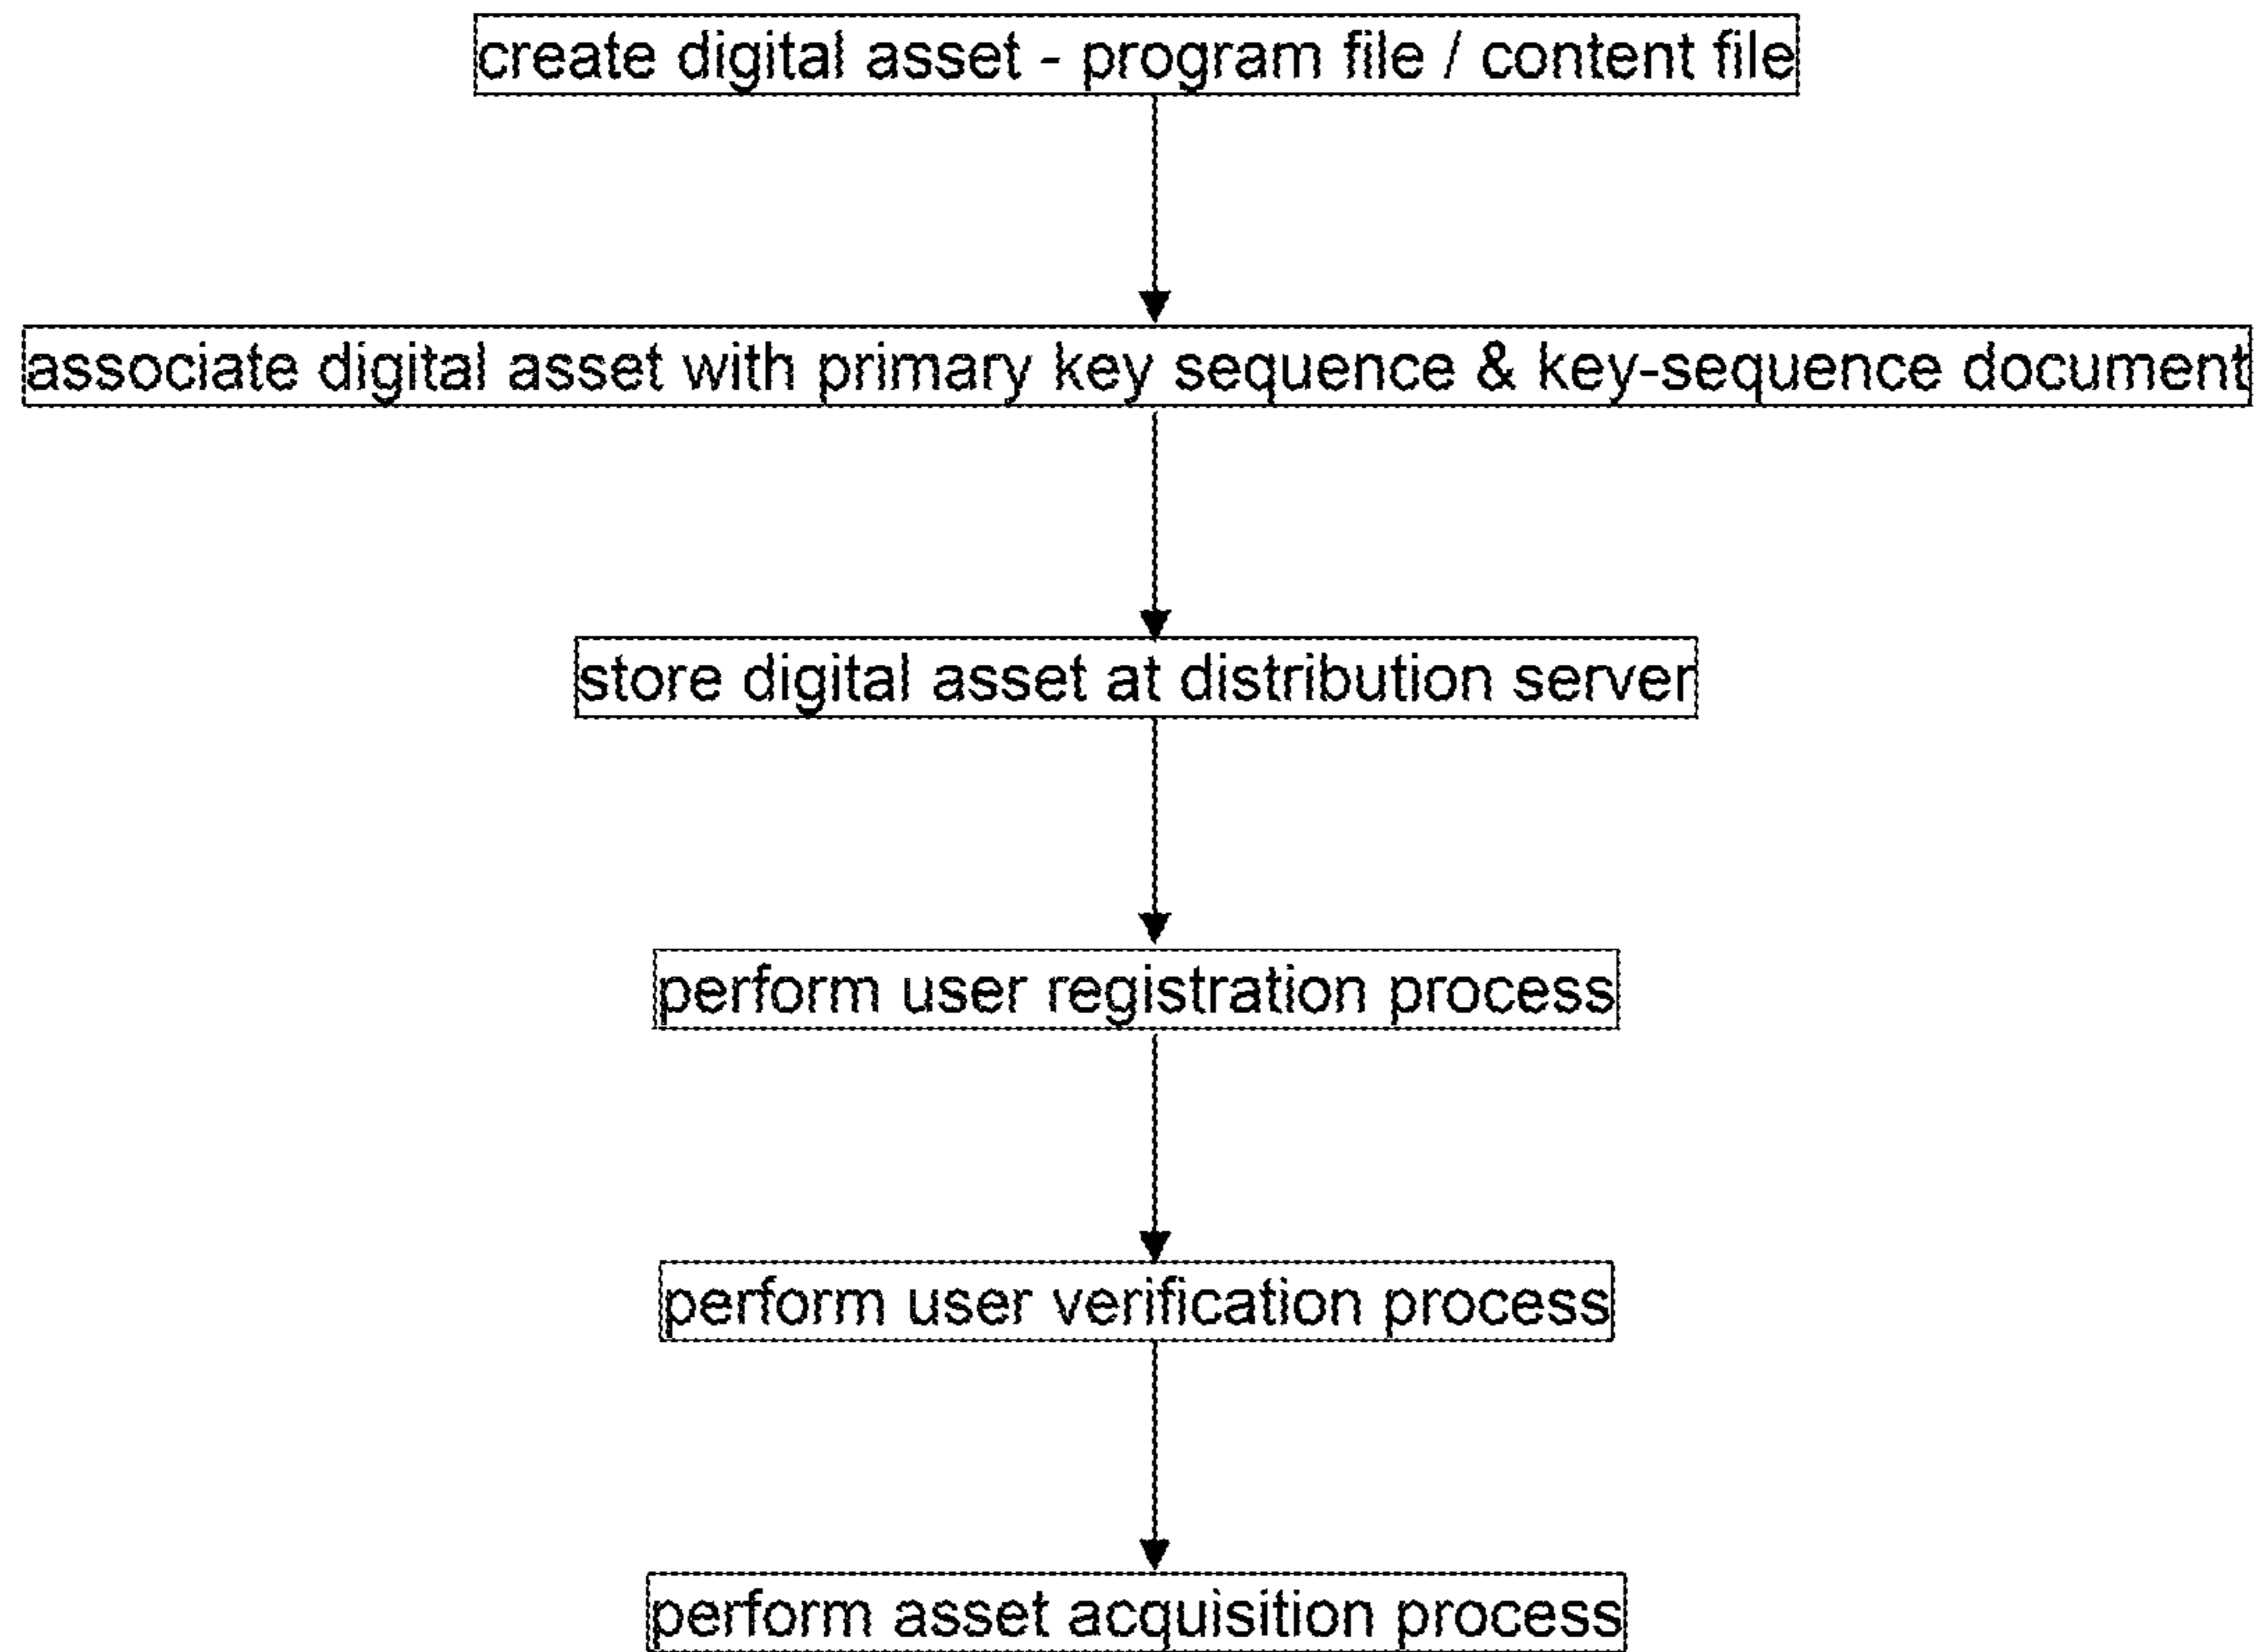 create digital asset - program file / content file
associate digital asset with primary key sequence & key-sequence document
store digital asset at distribution server
perform user registration process
perform user verification process
perform asset acquisition process